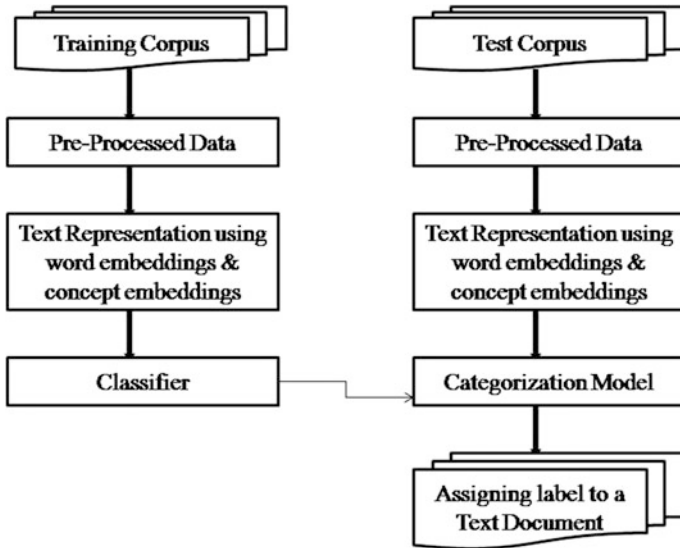 Training Corpus
Pre-Processed Data
Text Representation using
word embeddings &
concept embeddings
Classifier
Test Corpus
Pre-Processed Data
Text Representation using
word embeddings &
concept embeddings
Categorization Model
Assigning label to a
Text Document